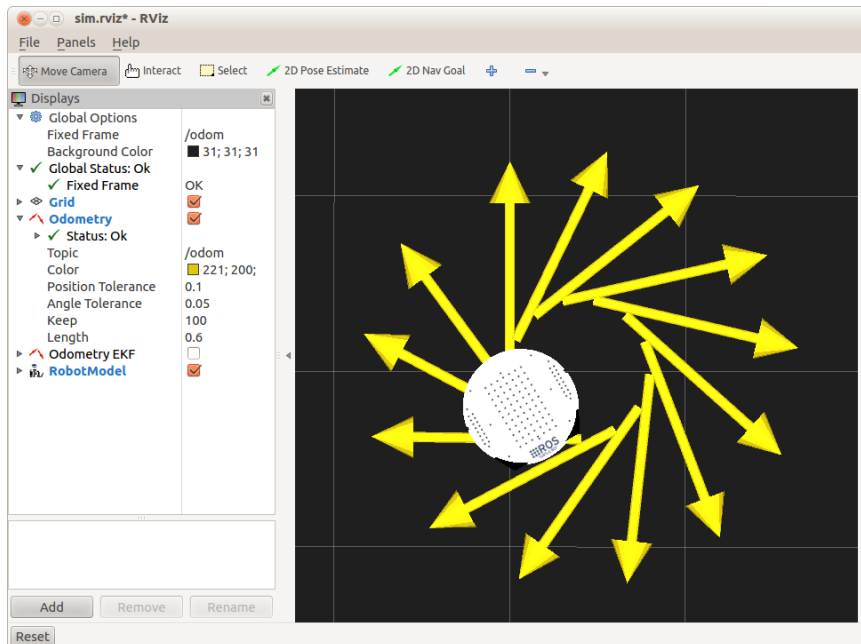 sim.rviz* - RViz
File Panels Help
Move Camera Interact Select 2D Pose Estimate 2D Nav Goal
Displays
Global Options
Fixed Frame /odom
Background Color 31; 31; 31
Global Status: Ok
Fixed Frame OK
Grid
Odometry
Status: Ok
Topic /odom
Color 221; 200;
Position Tolerance 0.1
Angle Tolerance 0.05
Keep 100
Length 0.6
Odometry EKF
RobotModel
ROS
Add Remove Rename
Reset